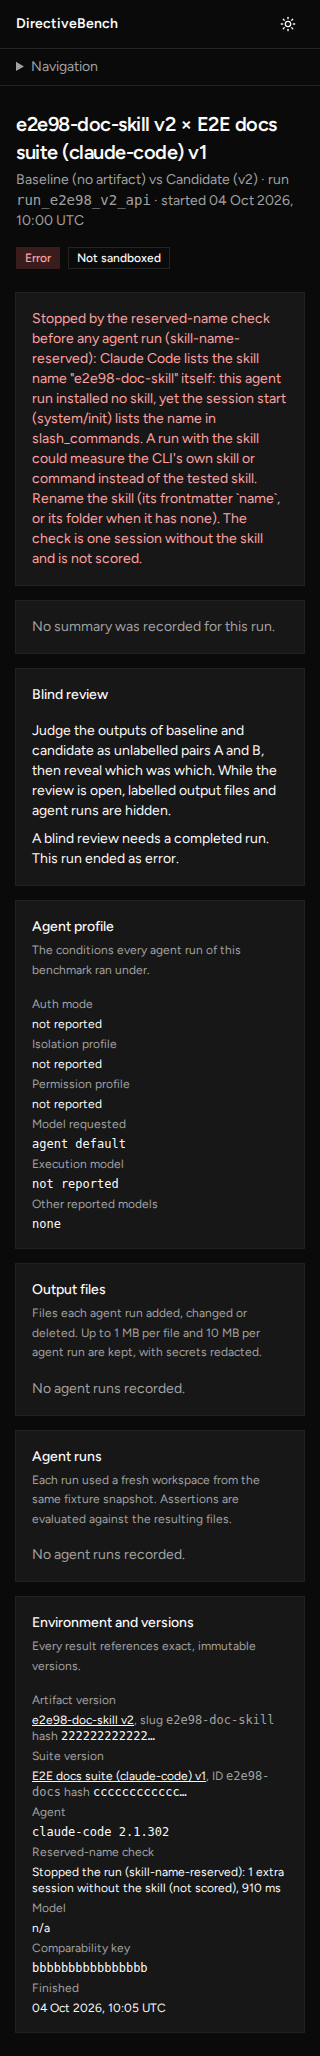 DirectiveBench
▶ Navigation
e2e98-doc-skill v2 × E2E docs
suite (claude-code) v1
Baseline (no artifact) vs Candidate (v2) · run
run_e2e98_v2_api · started 04 Oct 2026,
10:00 UTC
Error
Not sandboxed
Stopped by the reserved-name check
before any agent run (skill-name-
reserved): Claude Code lists the skill
name "e2e98-doc-skill" itself: this agent
run installed no skill, yet the session start
(system/init) lists the name in
slash_commands. A run with the skill
could measure the CLI's own skill or
command instead of the tested skill.
Rename the skill (its frontmatter `name`,
or its folder when it has none). The
check is one session without the skill
and is not scored.
No summary was recorded for this run.
Blind review
Judge the outputs of baseline and
candidate as unlabelled pairs A and B,
then reveal which was which. While the
review is open, labelled output files and
agent runs are hidden.
A blind review needs a completed run.
This run ended as error.
Agent profile
The conditions every agent run of this
benchmark ran under.
Auth mode
not reported
Isolation profile
not reported
Permission profile
not reported
Model requested
agent default
Execution model
not reported
Other reported models
none
Output files
Files each agent run added, changed or
deleted. Up to 1 MB per file and 10 MB per
agent run are kept, with secrets redacted.
No agent runs recorded.
Agent runs
Each run used a fresh workspace from the
same fixture snapshot. Assertions are
evaluated against the resulting files.
No agent runs recorded.
Environment and versions
Every result references exact, immutable
versions.
Artifact version
e2e98-doc-skill v2, slug e2e98-doc-skill
hash 222222222222…
Suite version
E2E docs suite (claude-code) v1, ID e2e98-
docs hash cccccccccccc…
Agent
claude-code 2.1.302
Reserved-name check
Stopped the run (skill-name-reserved): 1 extra
session without the skill (not scored), 910 ms
Model
n/a
Comparability key
bbbbbbbbbbbbbbbb
Finished
04 Oct 2026, 10:05 UTC